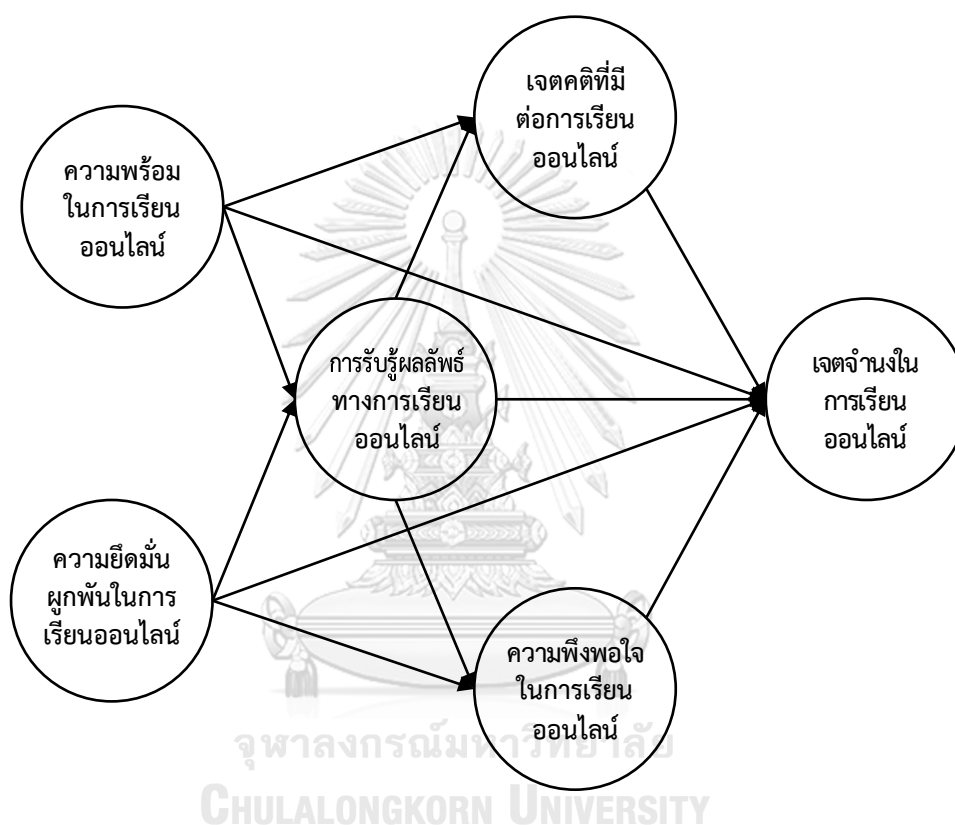 เจตคติที่มี
ต่อการเรียน
ออนไลน์
ความพร้อม
ในการเรียน
ออนไลน์
การรับรู้ผลลัพธ์
ทางการเรียน
ออนไลน์
เจตจำนงใน
การเรียน
ออนไลน์
ความยึดมั่น
ผูกพันในการ
เรียนออนไลน์
ความพึงพอใจ
ในการเรียน
ออนไลน์
จุฬาลงกรณ์มหาวิทยาลัย
CHULALONGKORN UNIVERSITY